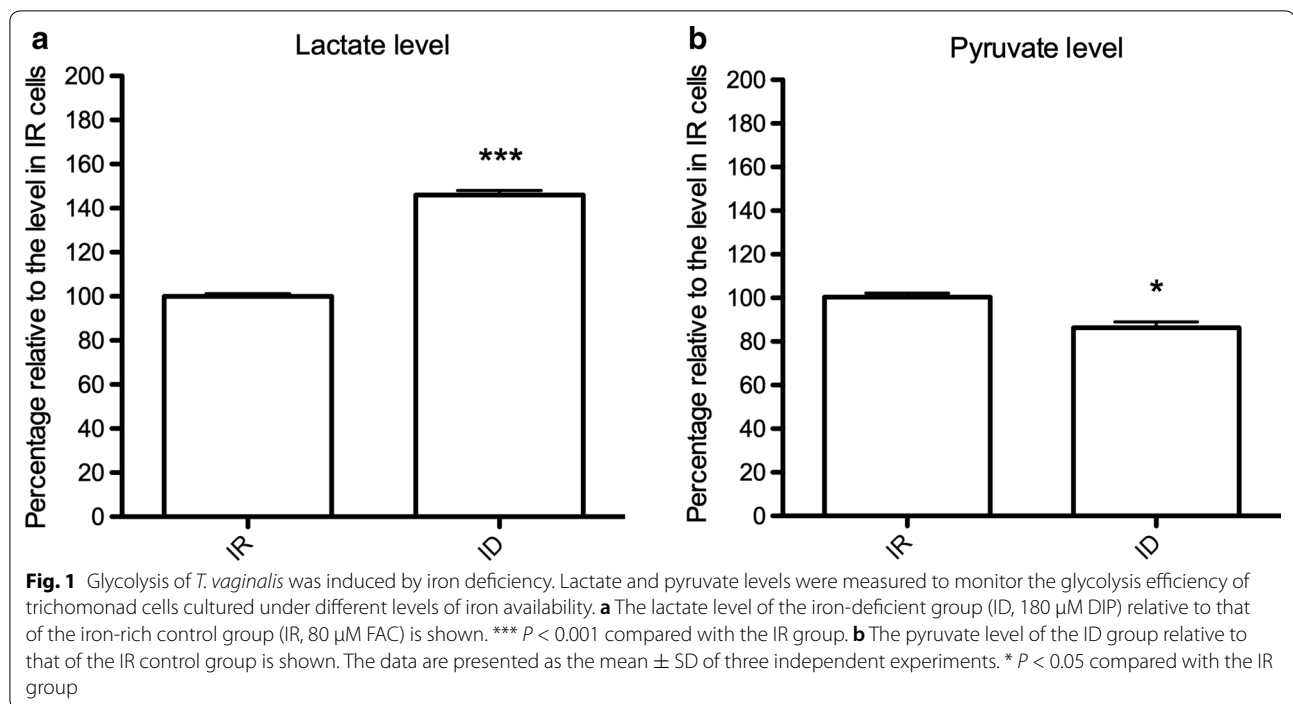 a
Lactate level
Percentage relative to the level in IR cells
200
180
160
140
120
100
80
60
40
20
0
***
IR
ID
b
Pyruvate level
Percentage relative to the level in IR cells
200
180
160
140
120
100
80
60
40
20
0
*
IR
ID
Fig. 1 Glycolysis of T. vaginalis was induced by iron deficiency. Lactate and pyruvate levels were measured to monitor the glycolysis efficiency of
trichomonad cells cultured under different levels of iron availability. a The lactate level of the iron-deficient group (ID, 180 µM DIP) relative to that
of the iron-rich control group (IR, 80 µM FAC) is shown. *** P < 0.001 compared with the IR group. b The pyruvate level of the ID group relative to
that of the IR control group is shown. The data are presented as the mean ± SD of three independent experiments. * P < 0.05 compared with the IR
group